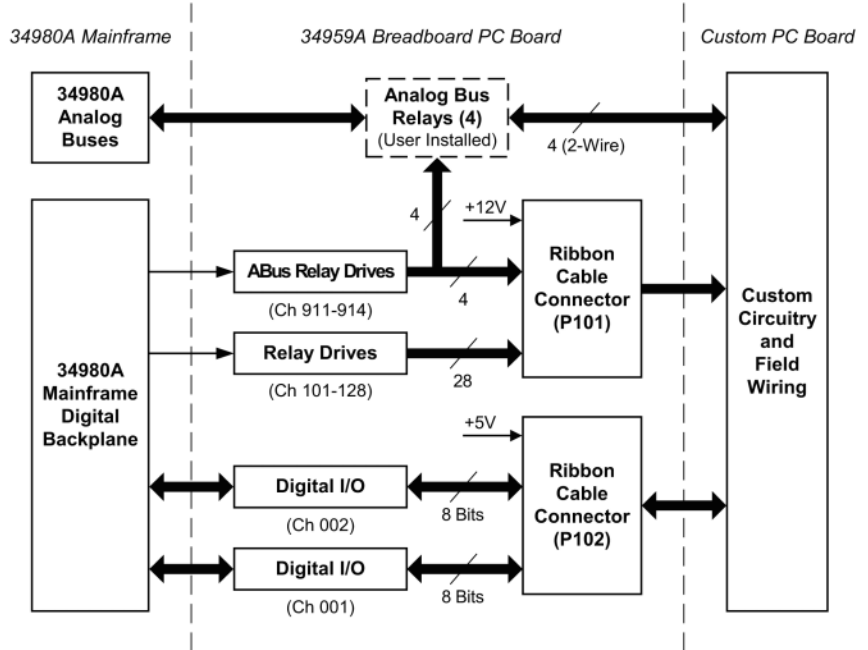 34980A Mainframe
34959A Breadboard PC Board
Custom PC Board
34980A
Analog
Buses
Analog Bus
Relays (4)
(User Installed)
4 (2-Wire)
4
+12V
ABus Relay Drives
(Ch 911-914)
4
Relay Drives
(Ch 101-128)
28
Ribbon
Cable
Connector
(P101)
34980A
Mainframe
Digital
Backplane
Custom
Circuitry
and
Field
Wiring
+5V
Digital I/O
(Ch 002)
8 Bits
Digital I/O
(Ch 001)
8 Bits
Ribbon
Cable
Connector
(P102)